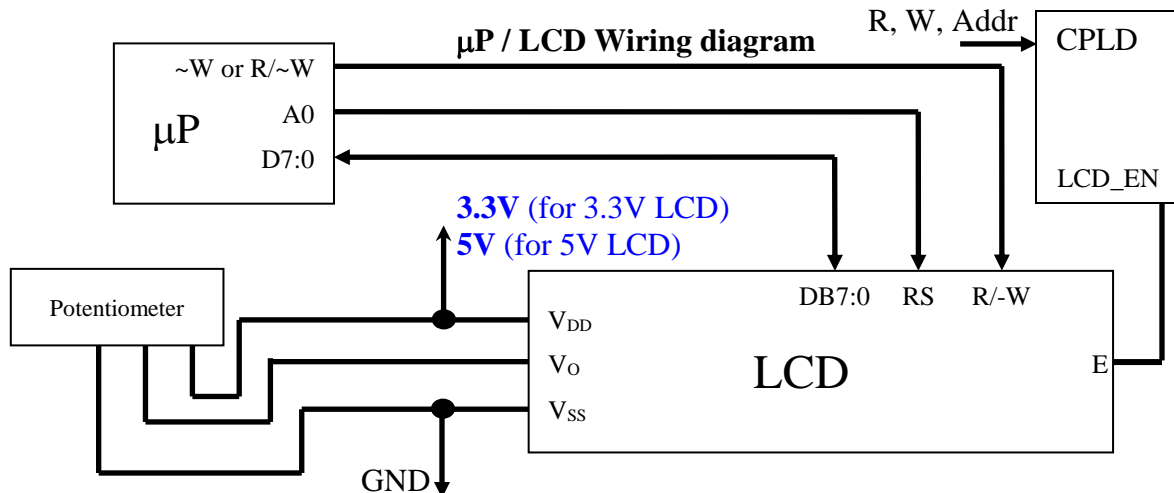 R, W, Addr
μP / LCD Wiring diagram
CPLD
~W or R/~W
μP
A0
D7:0
LCD_EN
3.3V (for 3.3V LCD)
5V (for 5V LCD)
Potentiometer
DB7:0 RS R/-W
VDD
VO
LCD
E
VSS
GND